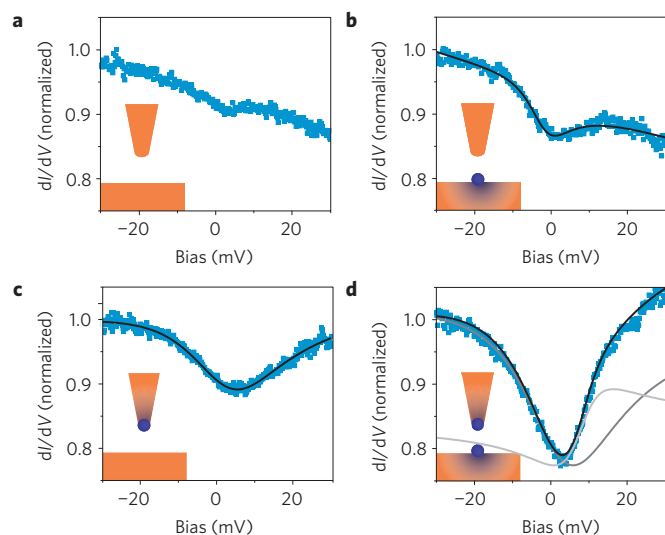 a
dI/dV (normalized)
1.0
0.9
0.8
−20 0 20
Bias (mV)
b
dI/dV (normalized)
1.0
0.9
0.8
−20 0 20
Bias (mV)
c
dI/dV (normalized)
1.0
0.9
0.8
−20 0 20
Bias (mV)
d
dI/dV (normalized)
1.0
0.9
0.8
−20 0 20
Bias (mV)